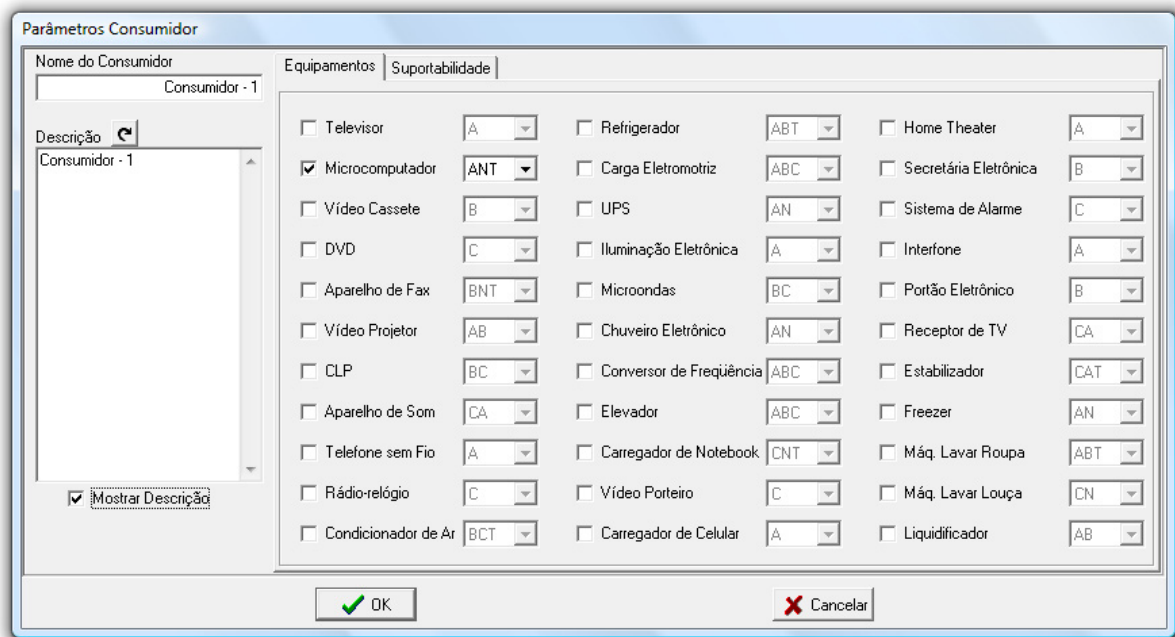 Parâmetros Consumidor
Nome do Consumidor
Consumidor - 1
Descrição
Consumidor - 1
Mostrar Descrição
Equipamentos Suportabilidade
Televisor A Refrigerador ABT Home Theater A
Microcomputador ANT Carga Eletromotriz ABC Secretária Eletrônica B
Vídeo Cassete B UPS AN Sistema de Alarme C
DVD C Iluminação Eletrônica A Interfone A
Aparelho de Fax BNT Microondas BC Portão Eletrônico B
Vídeo Projetor AB Chuveiro Eletrônico AN Receptor de TV CA
CLP BC Conversor de Freqüência ABC Estabilizador CAT
Aparelho de Som CA Elevador ABC Freezer AN
Telefone sem Fio A Carregador de Notebook CNT Máq. Lavar Roupa ABT
Rádio-relógio C Vídeo Porteiro C Máq. Lavar Louça CN
Condicionador de Ar BCT Carregador de Celular A Liquidificador AB
OK Cancelar